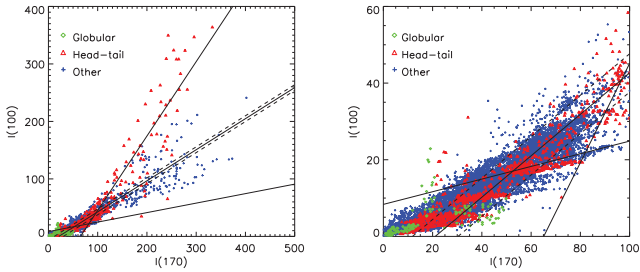 400
300
200
100
0
I(100)
Globular
Head-tail
Other
0 100 200 300 400 500
I(170)
60
40
20
0
I(100)
Globular
Head-tail
Other
0 20 40 60 80 100
I(170)